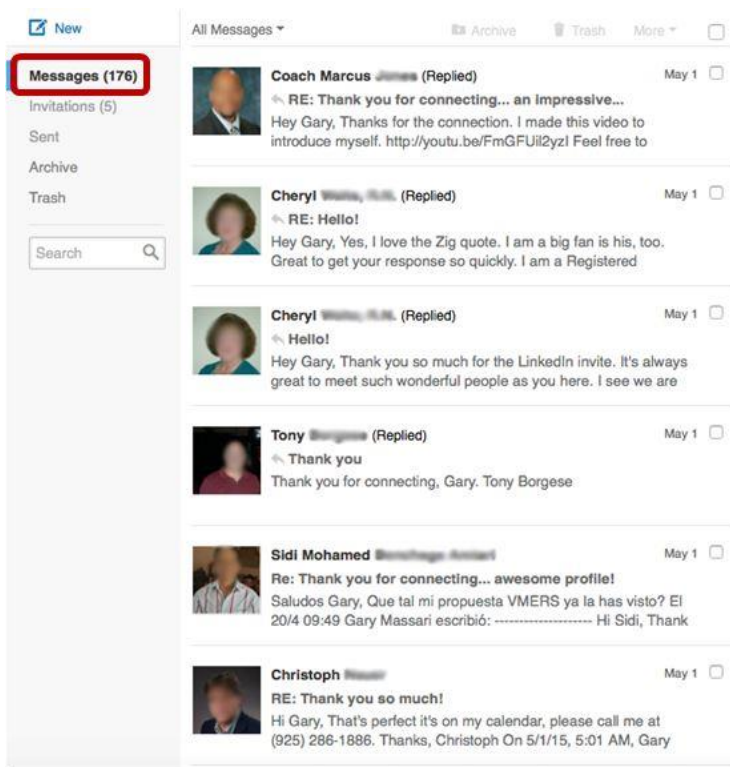 New
All Messages
Archive
Trash
More
Messages (176)
Invitations (5)
Sent
Archive
Trash
Search
Coach Marcus (Replied)
May 1
RE: Thank you for connecting... an impressive...
Hey Gary, Thanks for the connection. I made this video to
introduce myself. http://youtu.be/FmGFUil2yzI Feel free to
Cheryl (Replied)
May 1
RE: Hello!
Hey Gary, Yes, I love the Zig quote. I am a big fan is his, too.
Great to get your response so quickly. I am a Registered
Cheryl (Replied)
May 1
Hello!
Hey Gary, Thank you so much for the LinkedIn invite. It's always
great to meet such wonderful people as you here. I see we are
Tony (Replied)
May 1
Thank you
Thank you for connecting, Gary. Tony Borgese
Sidi Mohamed
May 1
Re: Thank you for connecting... awesome profile!
Saludos Gary, Que tal mi propuesta VMERS ya la has visto? El
20/4 09:49 Gary Massari escribió: -------------------- Hi Sidi, Thank
Christoph
May 1
RE: Thank you so much!
Hi Gary, That's perfect it's on my calendar, please call me at
(925) 286-1886. Thanks, Christoph On 5/1/15, 5:01 AM, Gary